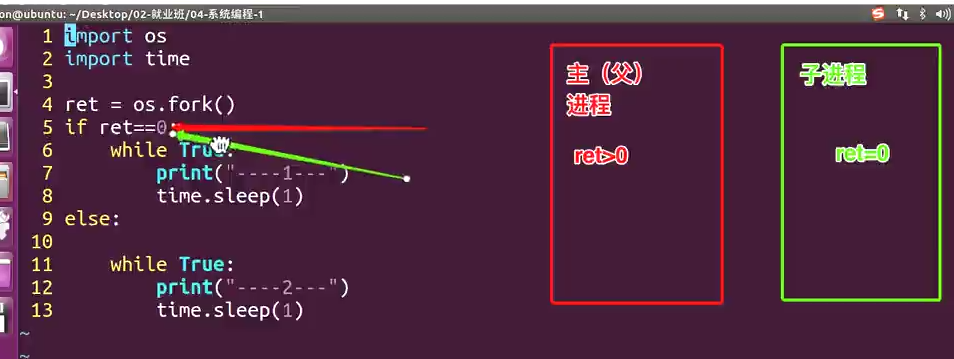 on@ubuntu: ~/Desktop/02-就业班/04-系统编程-1
1 import os
2 import time
3
4 ret = os.fork()
5 if ret==0:
6     while True:
7         print("----1---")
8         time.sleep(1)
9 else:
10
11     while True:
12         print("----2---")
13         time.sleep(1)
~
~
主（父）
进程
ret>0
子进程
ret=0